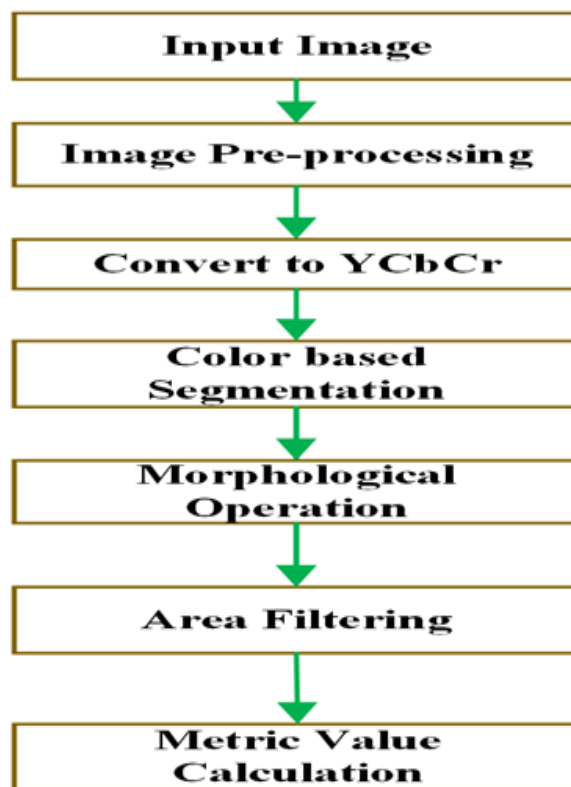 Input Image
Image Pre-processing
Convert to YCbCr
Color based
Segmentation
Morphological
Operation
Area Filtering
Metric Value
Calculation